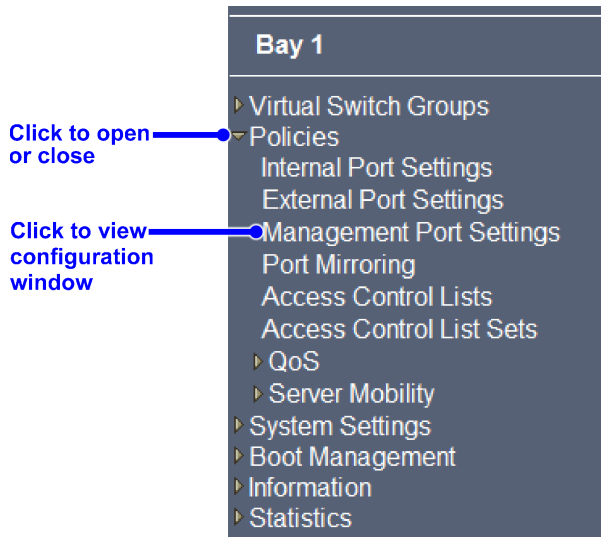 Bay 1
Virtual Switch Groups
Click to open
or close
Policies
Internal Port Settings
External Port Settings
Click to view
configuration
window
Management Port Settings
Port Mirroring
Access Control Lists
Access Control List Sets
QoS
Server Mobility
System Settings
Boot Management
Information
Statistics